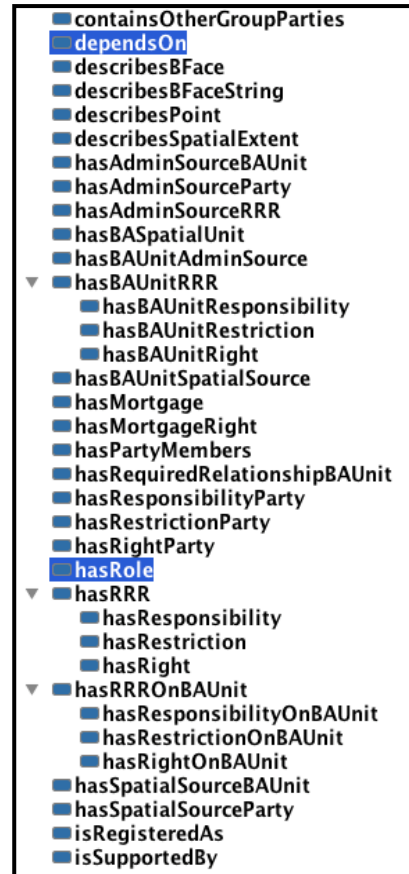 containsOtherGroupParties
dependsOn
describesBFace
describesBFaceString
describesPoint
describesSpatialExtent
hasAdminSourceBAUnit
hasAdminSourceParty
hasAdminSourceRRR
hasBASpatialUnit
hasBAUnitAdminSource
hasBAUnitRRR
hasBAUnitResponsibility
hasBAUnitRestriction
hasBAUnitRight
hasBAUnitSpatialSource
hasMortgage
hasMortgageRight
hasPartyMembers
hasRequiredRelationshipBAUnit
hasResponsibilityParty
hasRestrictionParty
hasRightParty
hasRole
hasRRR
hasResponsibility
hasRestriction
hasRight
hasRRROnBAUnit
hasResponsibilityOnBAUnit
hasRestrictionOnBAUnit
hasRightOnBAUnit
hasSpatialSourceBAUnit
hasSpatialSourceParty
isRegisteredAs
isSupportedBy